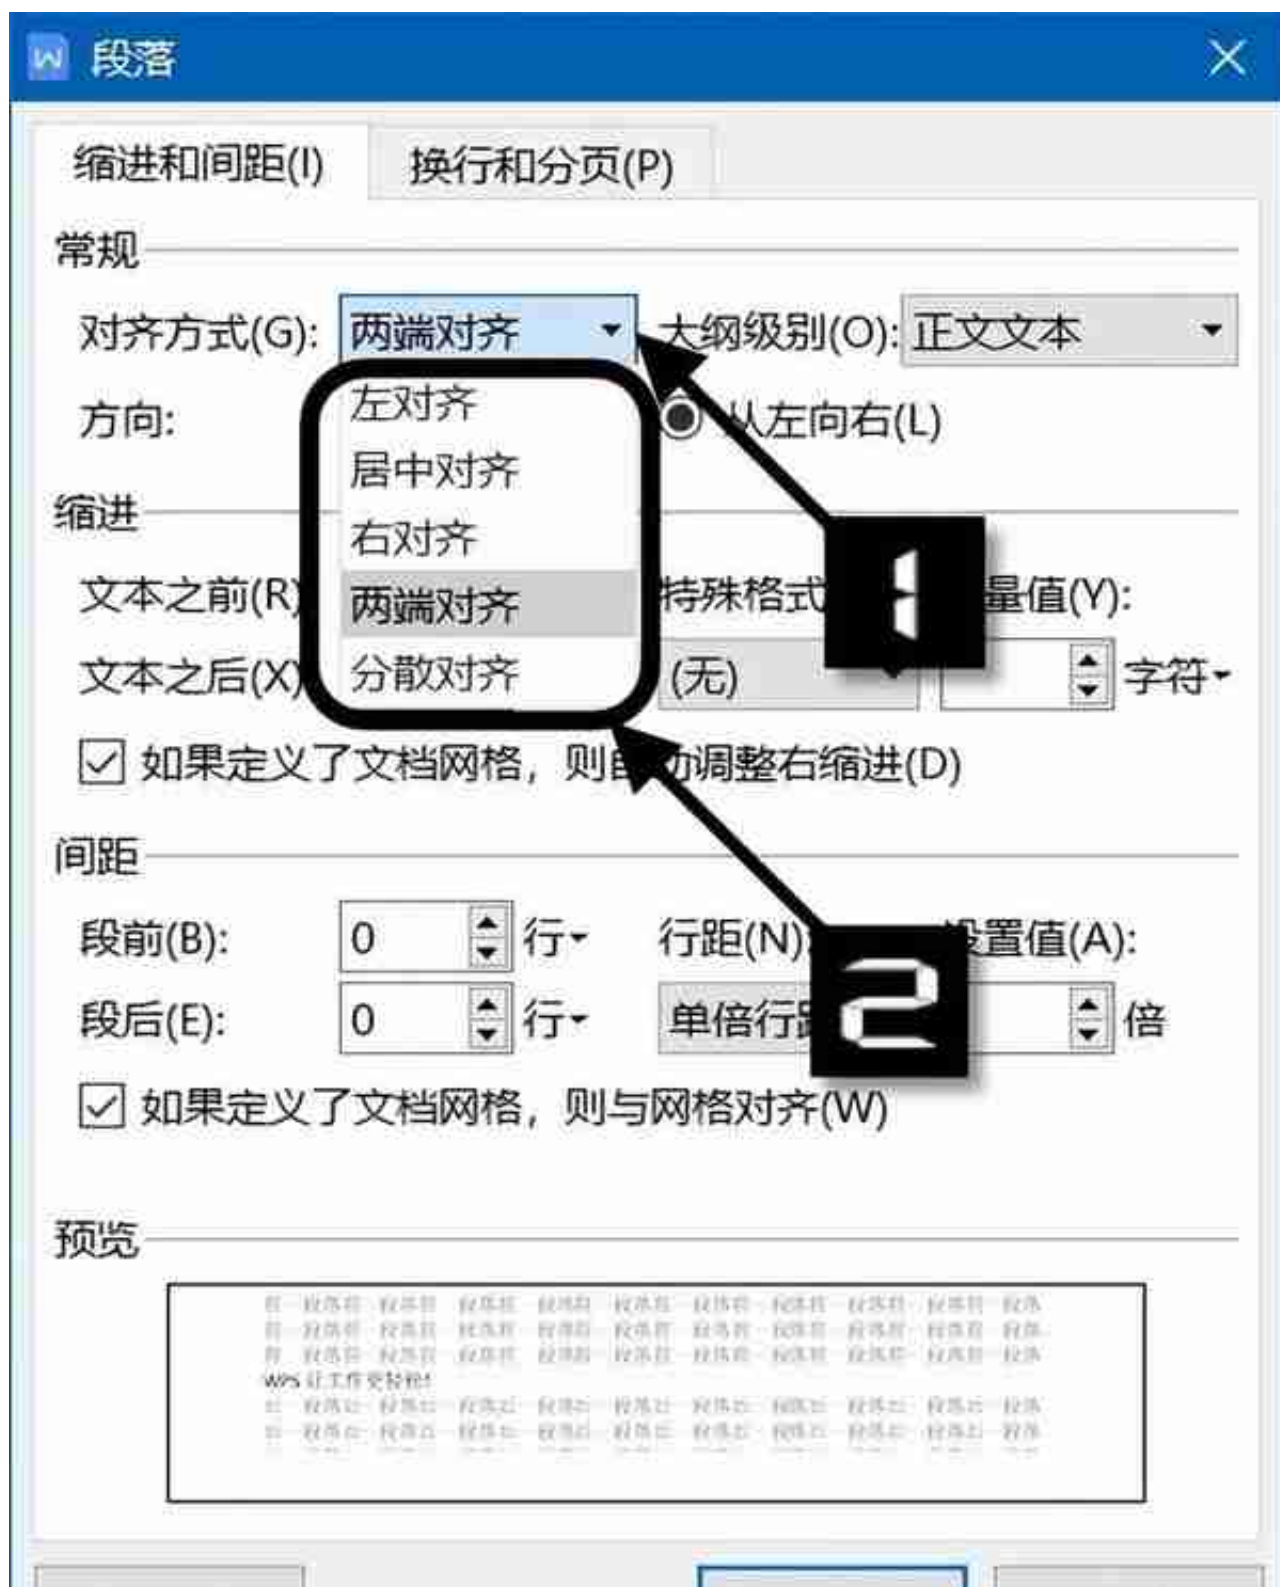 段落
缩进和间距(I) 换行和分页(P)
常规
对齐方式(G): 两端对齐 大纲级别(O): 正文文本
左对齐
方向: 从左向右(L)
居中对齐
缩进
右对齐
文本之前(R) 两端对齐 特殊格式 1 量值(Y):
文本之后(X) 分散对齐 (无) 字符
如果定义了文档网格，则自动调整右缩进(D)
间距
段前(B): 0 行 行距(N): 设置值(A):
2
段后(E): 0 行 单倍行距 倍
如果定义了文档网格，则与网格对齐(W)
预览
WPS 让工作更轻松!